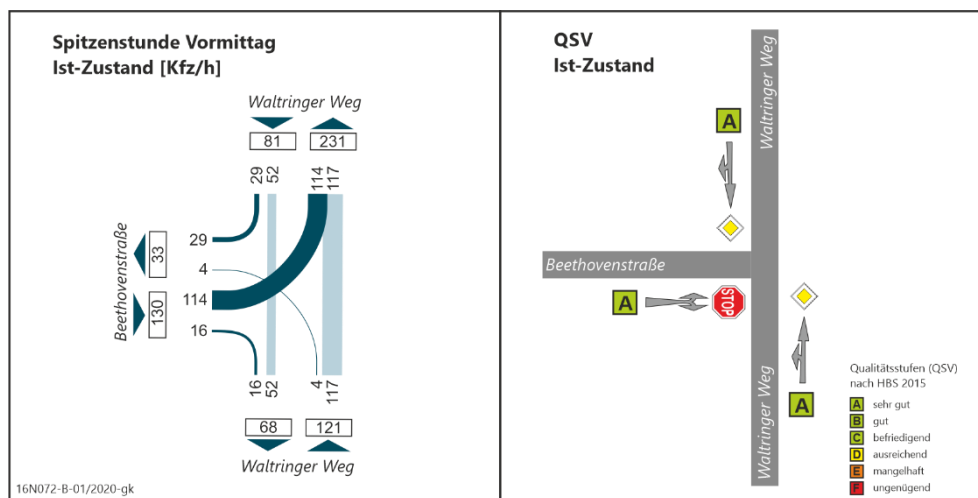 Spitzenstunde Vormittag
Ist-Zustand [Kfz/h]
Waltringer Weg
81 231
29 52 114 117
Beethovenstraße
33
130
29
4
114
16
16 52 4 117
68 121
Waltringer Weg
16N072-B-01/2020-gk
QSV
Ist-Zustand
Waltringer Weg
A
Beethovenstraße
A
STOP
A
Waltringer Weg
Qualitätsstufen (QSV)
nach HBS 2015
A sehr gut
B gut
C befriedigend
D ausreichend
E mangelhaft
F ungenügend